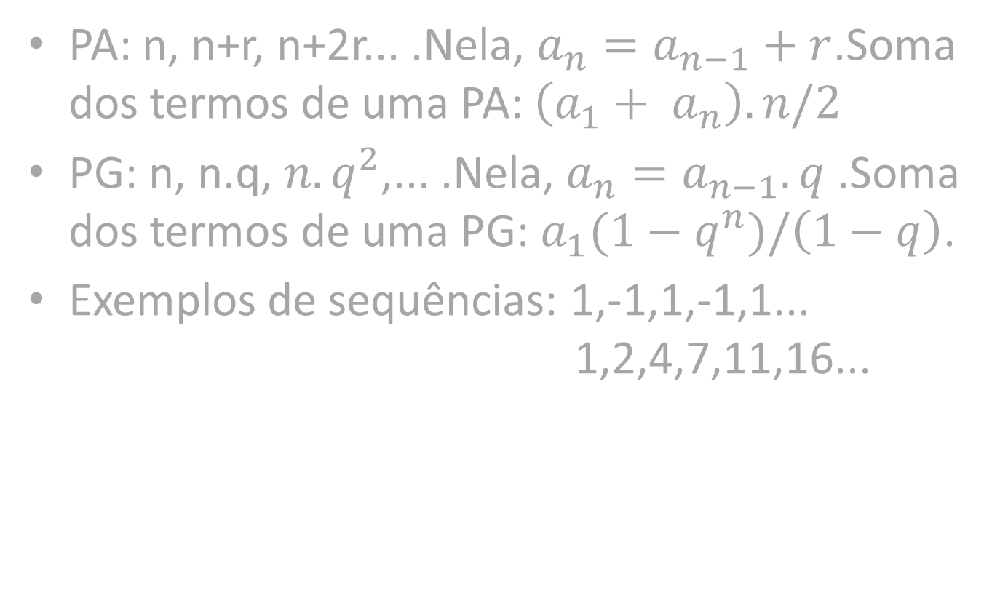 • PA: n, n+r, n+2r... .Nela, $a_n = a_{n-1} + r$.Soma
dos termos de uma PA: $(a_1 + a_n).n/2$
• PG: n, n.q, $n.q^2$,... .Nela, $a_n = a_{n-1}.q$ .Soma
dos termos de uma PG: $a_1(1 - q^n)/(1 - q)$.
• Exemplos de sequências: 1,-1,1,-1,1...
1,2,4,7,11,16...